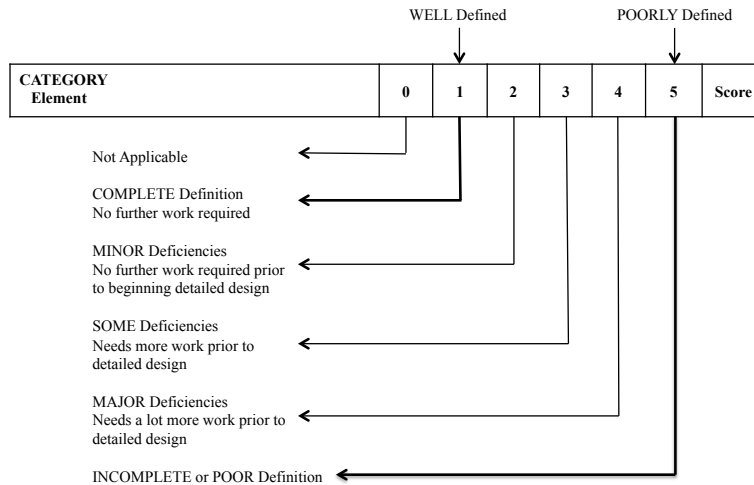 WELL Defined
POORLY Defined
CATEGORY
Element
0
1
2
3
4
5
Score
Not Applicable
COMPLETE Definition
No further work required
MINOR Deficiencies
No further work required prior
to beginning detailed design
SOME Deficiencies
Needs more work prior to
detailed design
MAJOR Deficiencies
Needs a lot more work prior to
detailed design
INCOMPLETE or POOR Definition